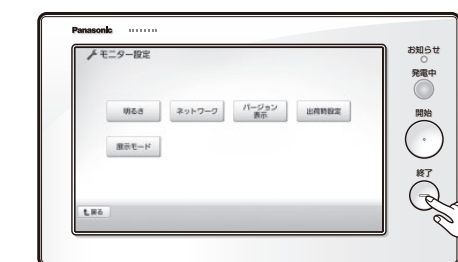 Panasonic
モニター設定
明るさ
ネットワーク
バージョン
表示
出荷時設定
展示モード
戻る
お知らせ
発電中
開始
終了